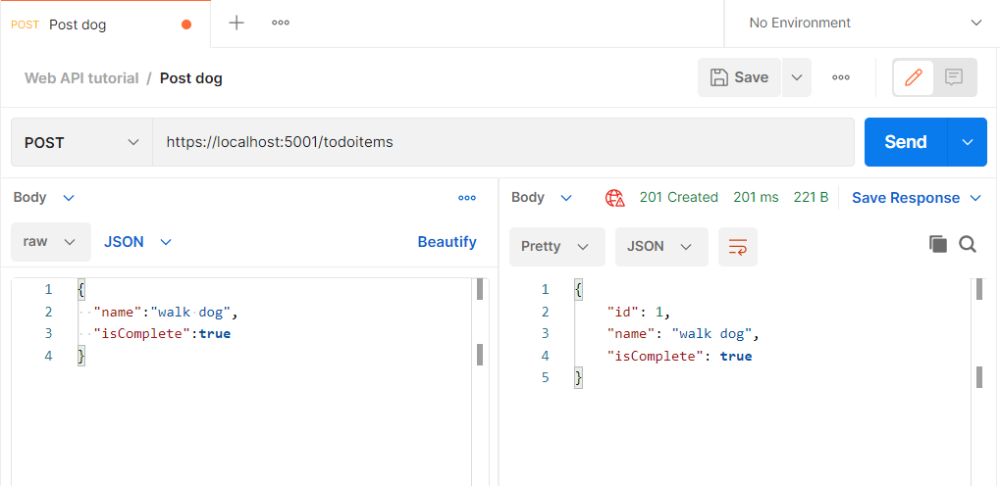 POST Post dog No Environment
Web API tutorial / Post dog Save
POST https://localhost:5001/todoitems Send
Body
raw JSON Beautify
1 {
2 "name":"walk dog",
3 "isComplete":true
4 }
Body 201 Created 201 ms 221 B Save Response
Pretty JSON
1 {
2 "id": 1,
3 "name": "walk dog",
4 "isComplete": true
5 }